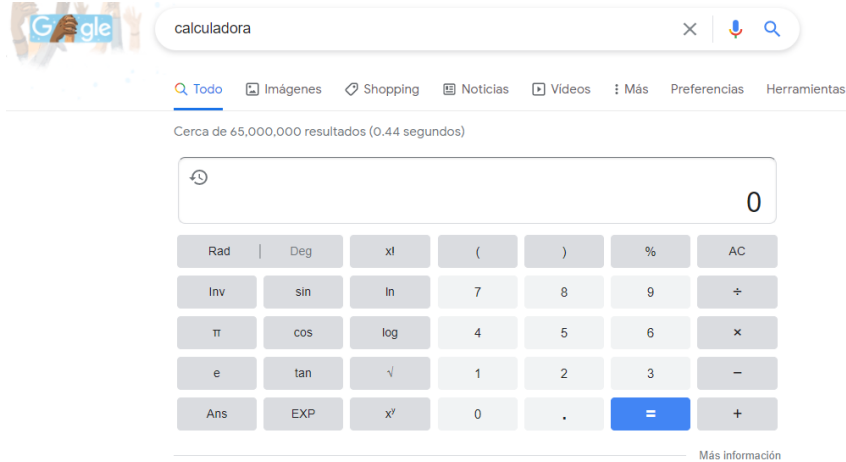 Google
calculadora
Todo Imágenes Shopping Noticias Vídeos Más Preferencias Herramientas
Cerca de 65,000,000 resultados (0.44 segundos)
0
Rad Deg x! ( ) % AC
Inv sin ln 7 8 9 ÷
π cos log 4 5 6 ×
e tan √ 1 2 3 −
Ans EXP xʸ 0 . = +
Más información